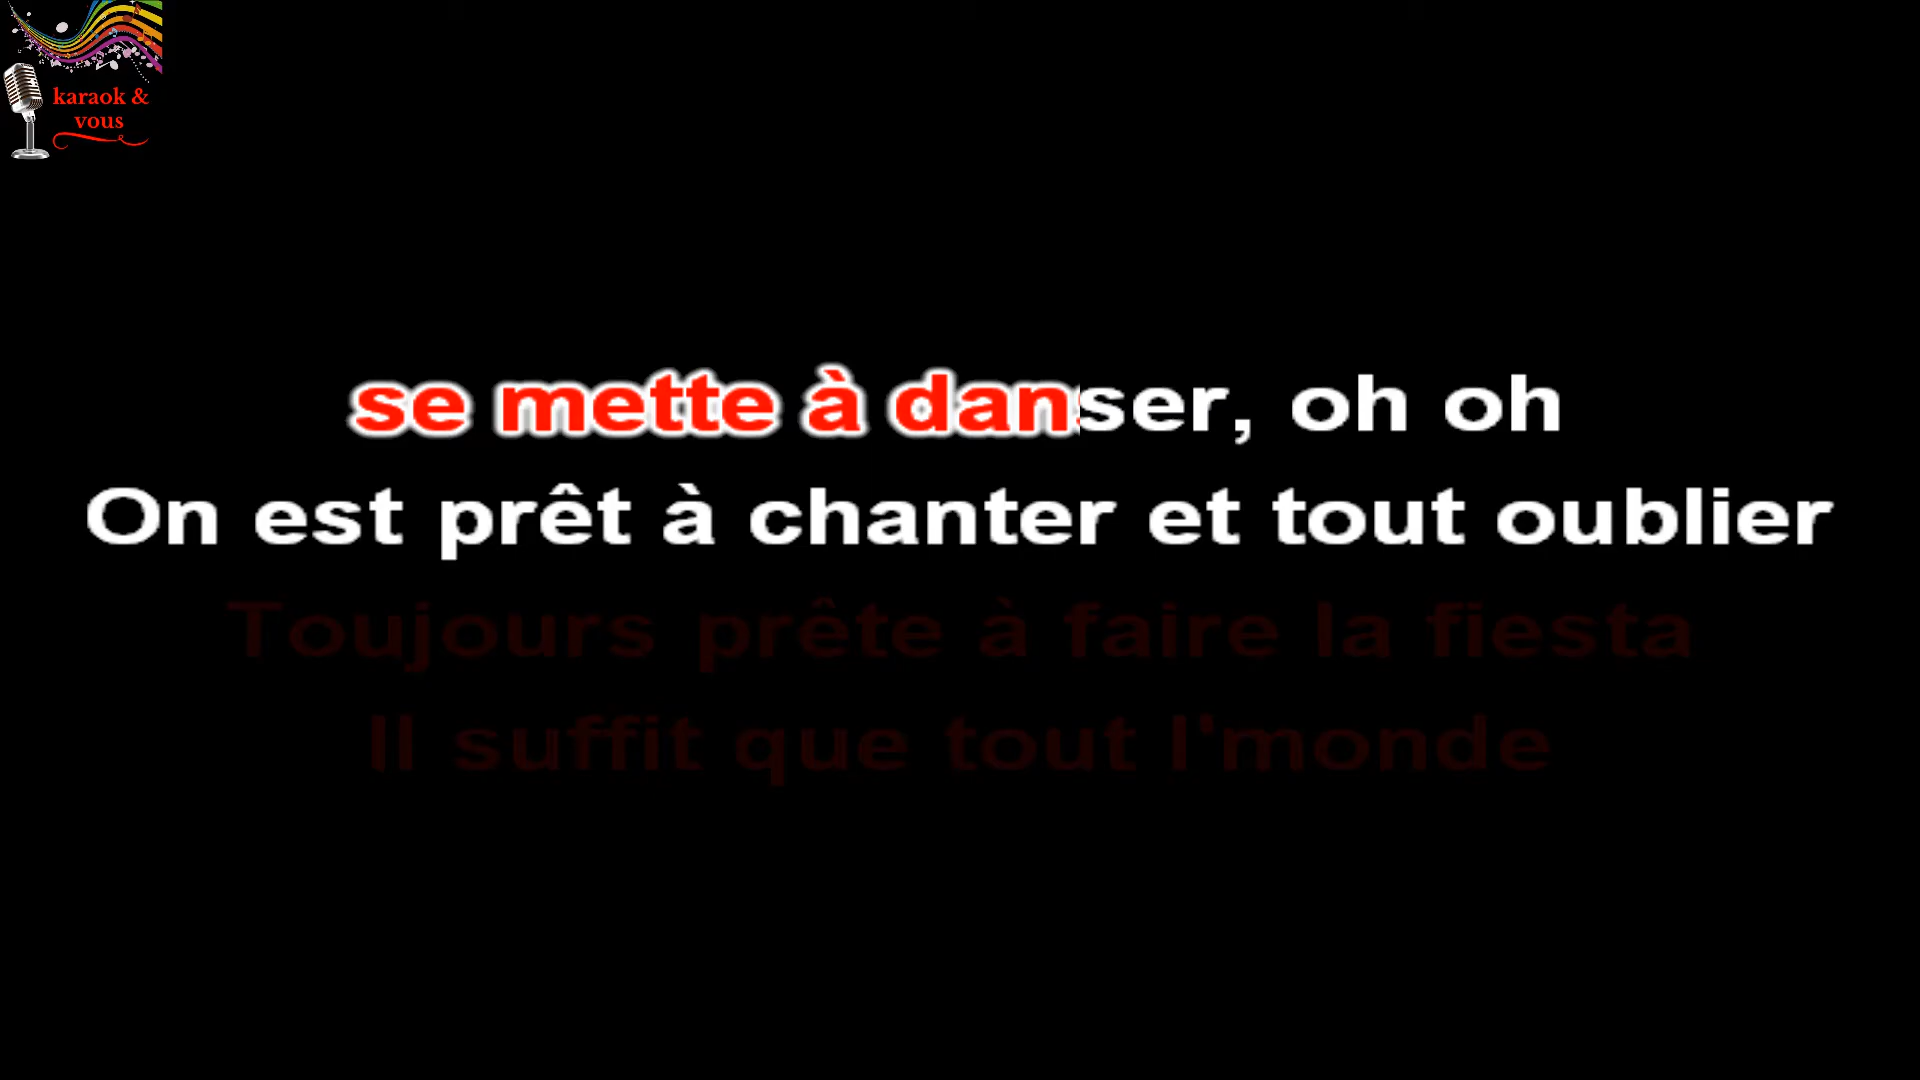 karaok &
vous
se mette à danser, oh oh
On est prêt à chanter et tout oublier
Toujours prête à faire la fiesta
Il suffit que tout l'monde